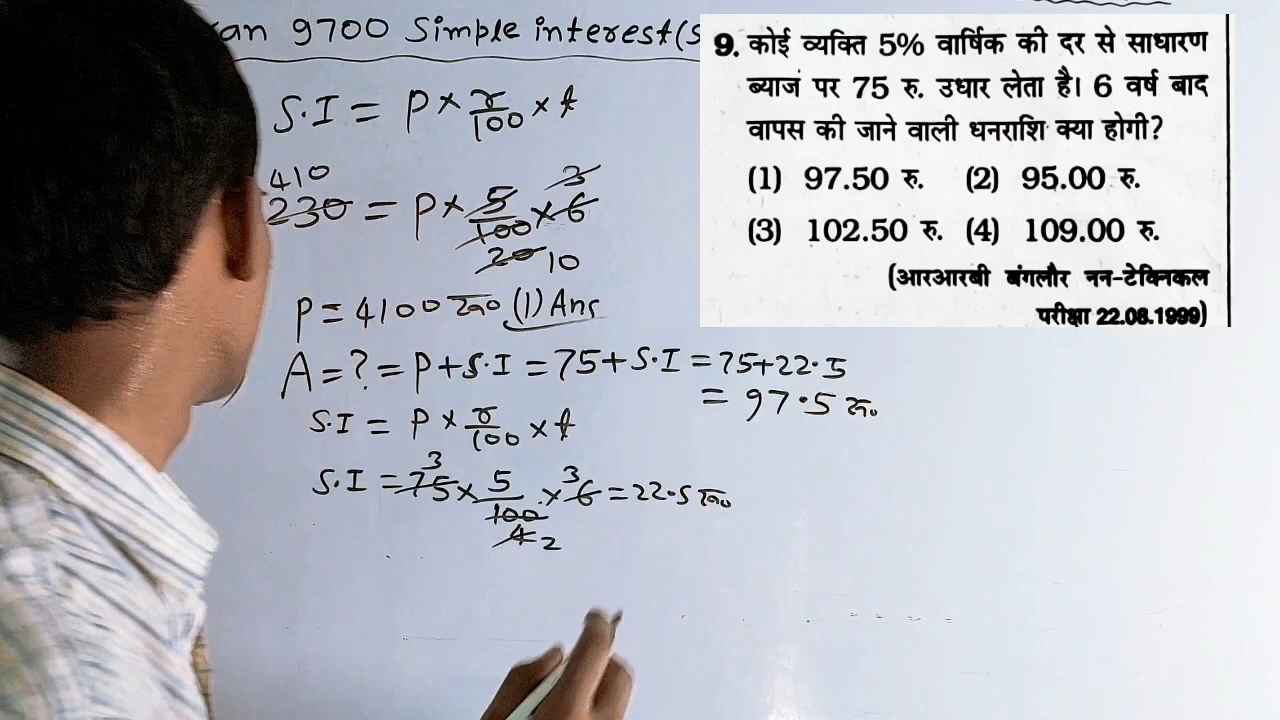 an 9700 Simple interest(s
S.I = P × r/100 × t
410
230 = P × 5/100 × 6
3
20 10
P = 4100 रू० (1) Ans
A = ? = P + S.I = 75 + S.I = 75 + 22.5
= 97.5 रू०
S.I = P × r/100 × t
S.I = 75 × 5/100 × 6 = 22.5 रू०
3 3
4 2
9. कोई व्यक्ति 5% वार्षिक की दर से साधारण
ब्याज पर 75 रु. उधार लेता है। 6 वर्ष बाद
वापस की जाने वाली धनराशि क्या होगी?
(1) 97.50 रु. (2) 95.00 रु.
(3) 102.50 रु. (4) 109.00 रु.
(आरआरबी बंगलौर नन-टेक्निकल
परीक्षा 22.08.1999)